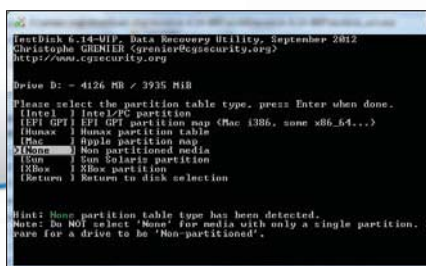 TestDisk 6.14-WIP, Data Recovery Utility, September 2012
Christophe GRENIER <grenier@cgsecurity.org>
http://www.cgsecurity.org
Drive D: - 4126 MB / 3935 MiB
Please select the partition table type, press Enter when done.
[Intel ] Intel/PC partition
[EFI GPT] EFI GPT partition map (Mac i386, some x86_64...)
[Humax ] Humax partition table
[Mac ] Apple partition map
>[None ] Non partitioned media
[Sun ] Sun Solaris partition
[XBox ] XBox partition
[Return ] Return to disk selection
Hint: None partition table type has been detected.
Note: Do NOT select 'None' for media with only a single partition.
rare for a drive to be 'Non-partitioned'.